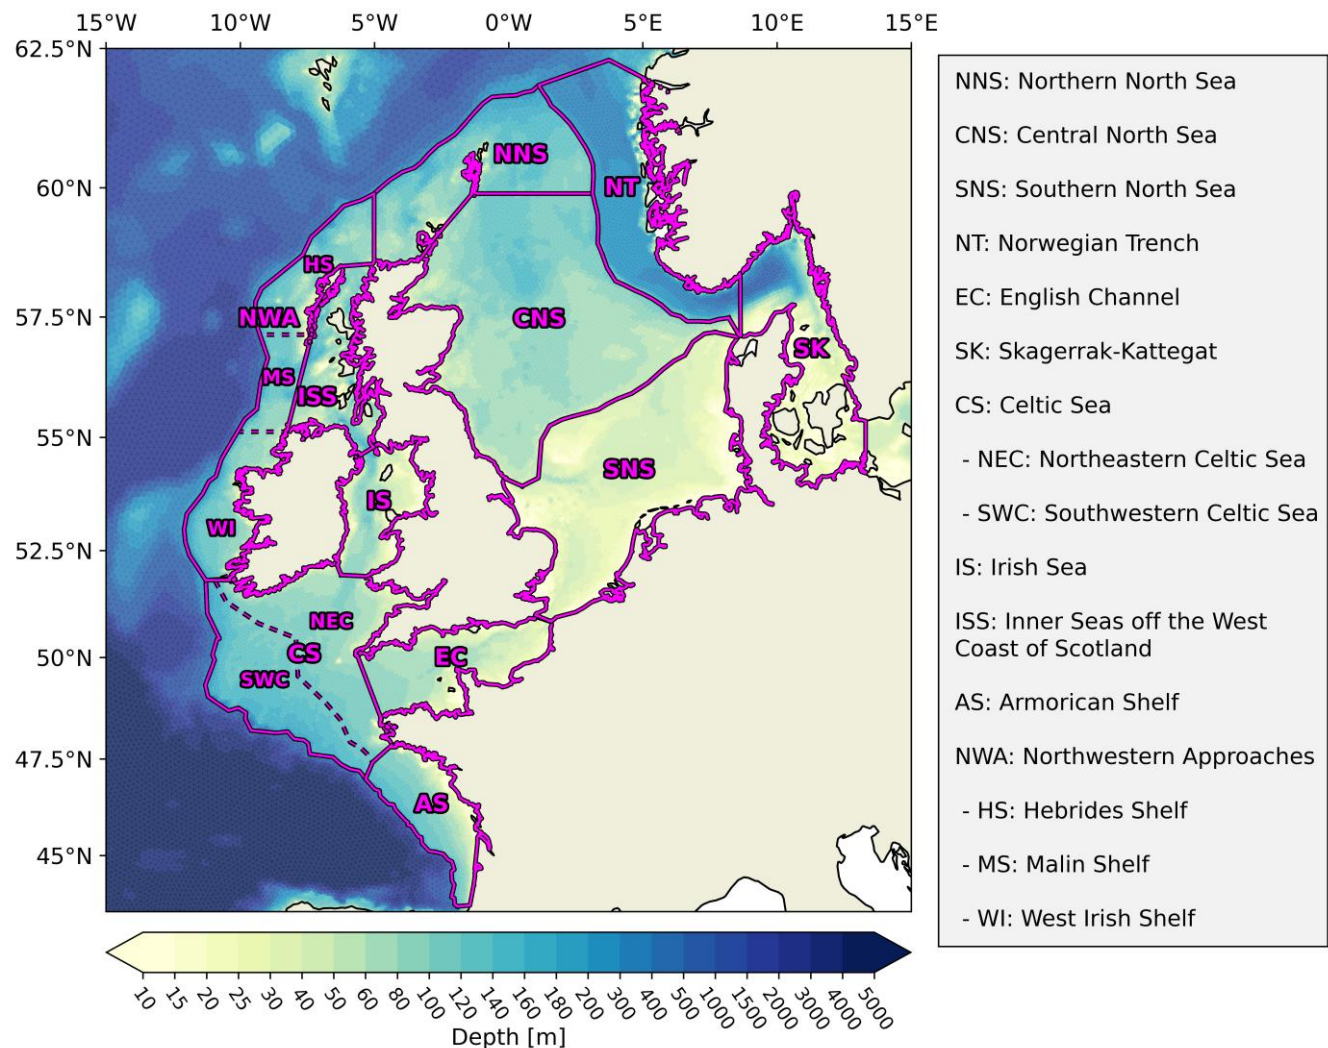 15°W 10°W 5°W 0°W 5°E 10°E 15°E
62.5°N
60°N
57.5°N
55°N
52.5°N
50°N
47.5°N
45°N
NNS
NT
HS
NWA
CNS
SK
MS
ISS
SNS
IS
WI
NEC
CS
EC
SWC
AS
10 15 20 25 30 40 50 60 80 100 120 140 160 180 200 300 400 500 1000 1500 2000 3000 4000 5000
Depth [m]
NNS: Northern North Sea
CNS: Central North Sea
SNS: Southern North Sea
NT: Norwegian Trench
EC: English Channel
SK: Skagerrak-Kattegat
CS: Celtic Sea
- NEC: Northeastern Celtic Sea
- SWC: Southwestern Celtic Sea
IS: Irish Sea
ISS: Inner Seas off the West
Coast of Scotland
AS: Armorican Shelf
NWA: Northwestern Approaches
- HS: Hebrides Shelf
- MS: Malin Shelf
- WI: West Irish Shelf